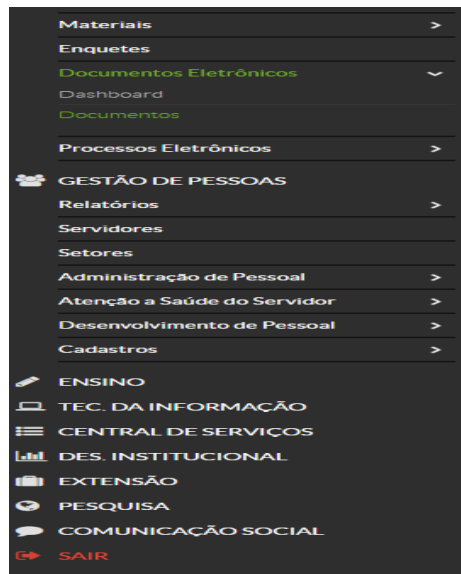 Materiais >
Enquetes
Documentos Eletrônicos
Dashboard
Documentos
Processos Eletrônicos >
GESTÃO DE PESSOAS
Relatórios >
Servidores
Setores
Administração de Pessoal >
Atenção a Saúde do Servidor >
Desenvolvimento de Pessoal >
Cadastros >
ENSINO
TEC. DA INFORMAÇÃO
CENTRAL DE SERVIÇOS
DES. INSTITUCIONAL
EXTENSÃO
PESQUISA
COMUNICAÇÃO SOCIAL
SAIR